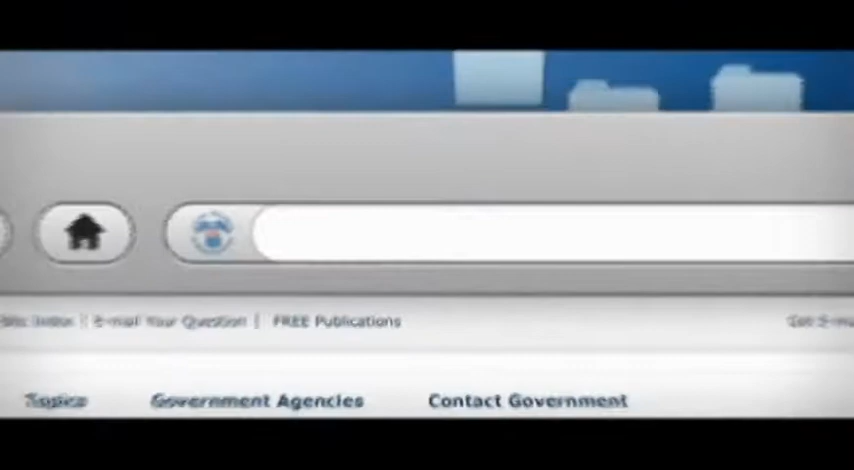 E-mail Your Question | FREE Publications
Topics Government Agencies Contact Government